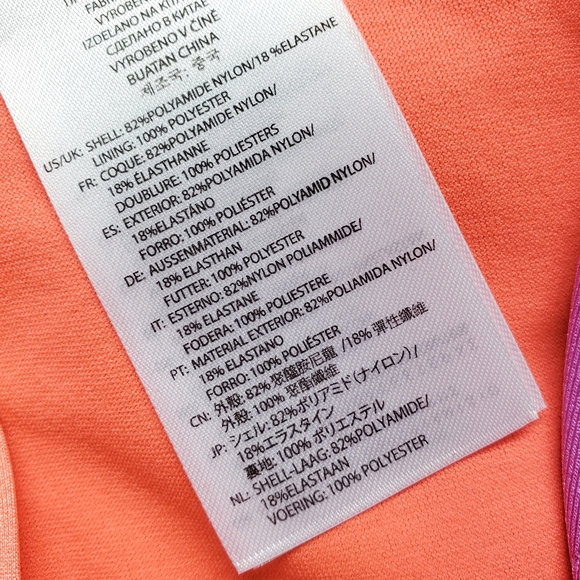 FABRI
VYROBENO
IZDELANO NA KITA
СДЕЛАНО В КИТАЕ
VYROBENO V ČÍNE
BUATAN CHINA
제조국: 중국
US/UK: SHELL: 82%POLYAMIDE NYLON/18 %ELASTANE
LINING: 100% POLYESTER
FR: COQUE: 82%POLYAMIDE NYLON/
18% ÉLASTHANNE
DOUBLURE: 100% POLIESTERS
ES: EXTERIOR: 82%POLYAMIDA NYLON/
18%ELASTÁNO
FORRO: 100% POLIÉSTER
DE: AUSSENMATERIAL: 82%POLYAMID NYLON/
18% ELASTHAN
FUTTER: 100% POLYESTER
IT: ESTERNO: 82%NYLON POLIAMMIDE/
18% ELASTANE
FODERA: 100% POLIESTERE
PT: MATERIAL EXTERIOR: 82%POLIAMIDA NYLON/
18% ELASTANO
FORRO: 100% POLIÉSTER
CN: 外殼: 82% 聚醯胺尼龍 /18% 彈性纖維
外殼: 100% 聚酯纖維
JP: シェル: 82%ポリアミド(ナイロン)/
18%エラスタイン
裏地: 100% ポリエステル
NL: SHELL-LAAG: 82%POLYAMIDE/
18%ELASTAAN
VOERING: 100% POLYESTER